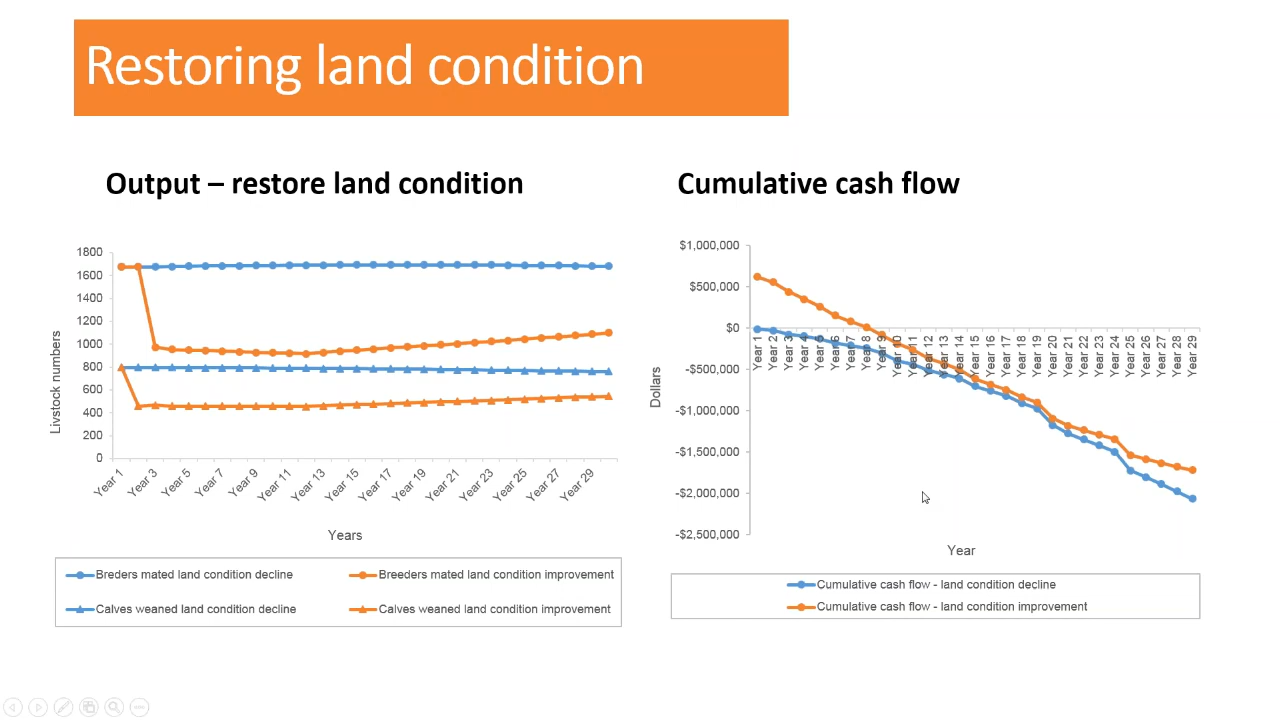 Restoring land condition
Output – restore land condition
Cumulative cash flow
1800
1600
1400
1200
1000
800
600
400
200
0
Livstock numbers
Year 1
Year 3
Year 5
Year 7
Year 9
Year 11
Year 13
Year 15
Year 17
Year 19
Year 21
Year 23
Year 25
Year 27
Year 29
Years
Breders mated land condition decline
Breeders mated land condition improvement
Calves weaned land condition decline
Calves weaned land condition improvement
$1,000,000
$500,000
$0
-$500,000
-$1,000,000
-$1,500,000
-$2,000,000
-$2,500,000
Dollars
Year 1
Year 2
Year 3
Year 4
Year 5
Year 6
Year 7
Year 8
Year 9
Year 10
Year 11
Year 12
Year 13
Year 14
Year 15
Year 16
Year 17
Year 18
Year 19
Year 20
Year 21
Year 22
Year 23
Year 24
Year 25
Year 26
Year 27
Year 28
Year 29
Year
Cumulative cash flow - land condition decline
Cumulative cash flow - land condition improvement